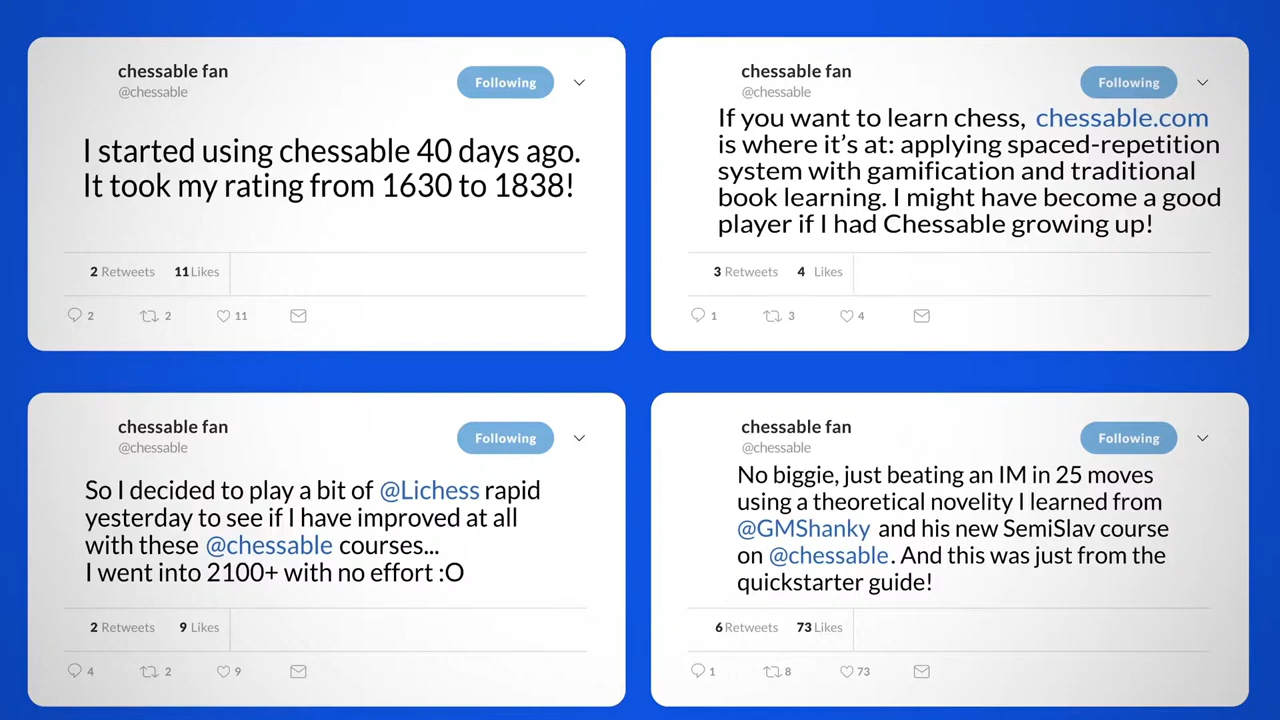 chessable fan
@chessable
Following
I started using chessable 40 days ago.
It took my rating from 1630 to 1838!
2 Retweets 11 Likes
2 2 11
chessable fan
@chessable
Following
If you want to learn chess, chessable.com
is where it’s at: applying spaced-repetition
system with gamification and traditional
book learning. I might have become a good
player if I had Chessable growing up!
3 Retweets 4 Likes
1 3 4
chessable fan
@chessable
Following
So I decided to play a bit of @Lichess rapid
yesterday to see if I have improved at all
with these @chessable courses...
I went into 2100+ with no effort :O
2 Retweets 9 Likes
4 2 9
chessable fan
@chessable
Following
No biggie, just beating an IM in 25 moves
using a theoretical novelity I learned from
@GMShanky and his new SemiSlav course
on @chessable. And this was just from the
quickstarter guide!
6 Retweets 73 Likes
1 8 73